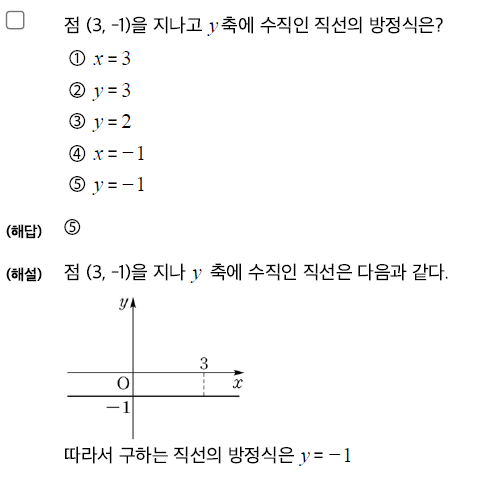 점 (3, -1)을 지나고 y축에 수직인 직선의 방정식은?
① x = 3
② y = 3
③ y = 2
④ x = −1
⑤ y = −1
(해답) ⑤
(해설) 점 (3, -1)을 지나 y 축에 수직인 직선은 다음과 같다.
y
3
O x
−1
따라서 구하는 직선의 방정식은 y = −1